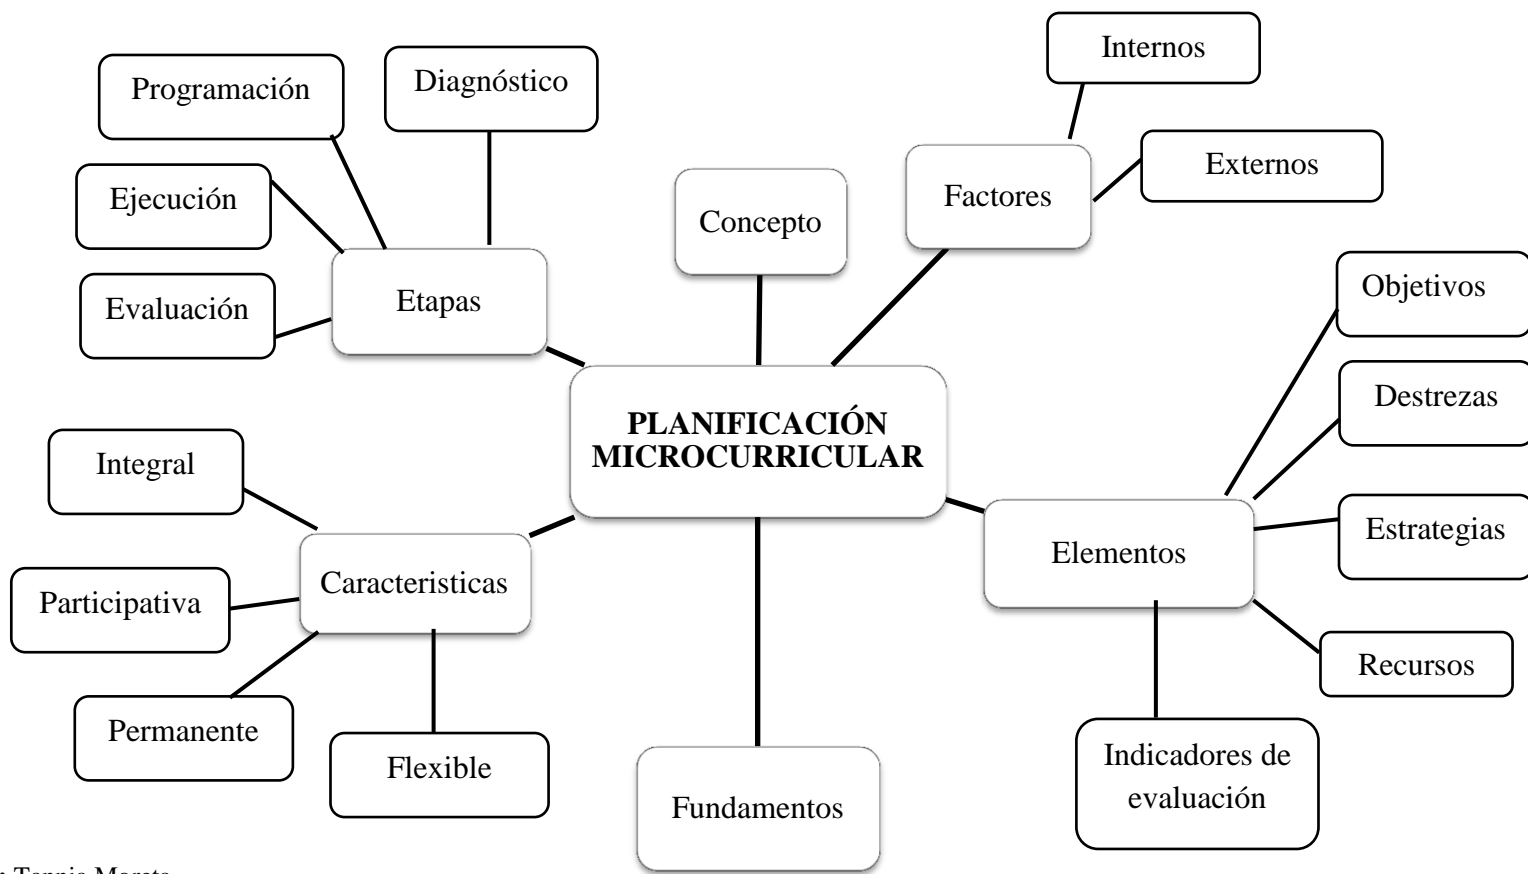 Internos
Diagnóstico
Programación
Externos
Ejecución
Factores
Concepto
Objetivos
Etapas
Evaluación
Destrezas
PLANIFICACIÓN
MICROCURRICULAR
Integral
Estrategias
Elementos
Caracteristicas
Participativa
Recursos
Permanente
Indicadores de
evaluación
Flexible
Fundamentos